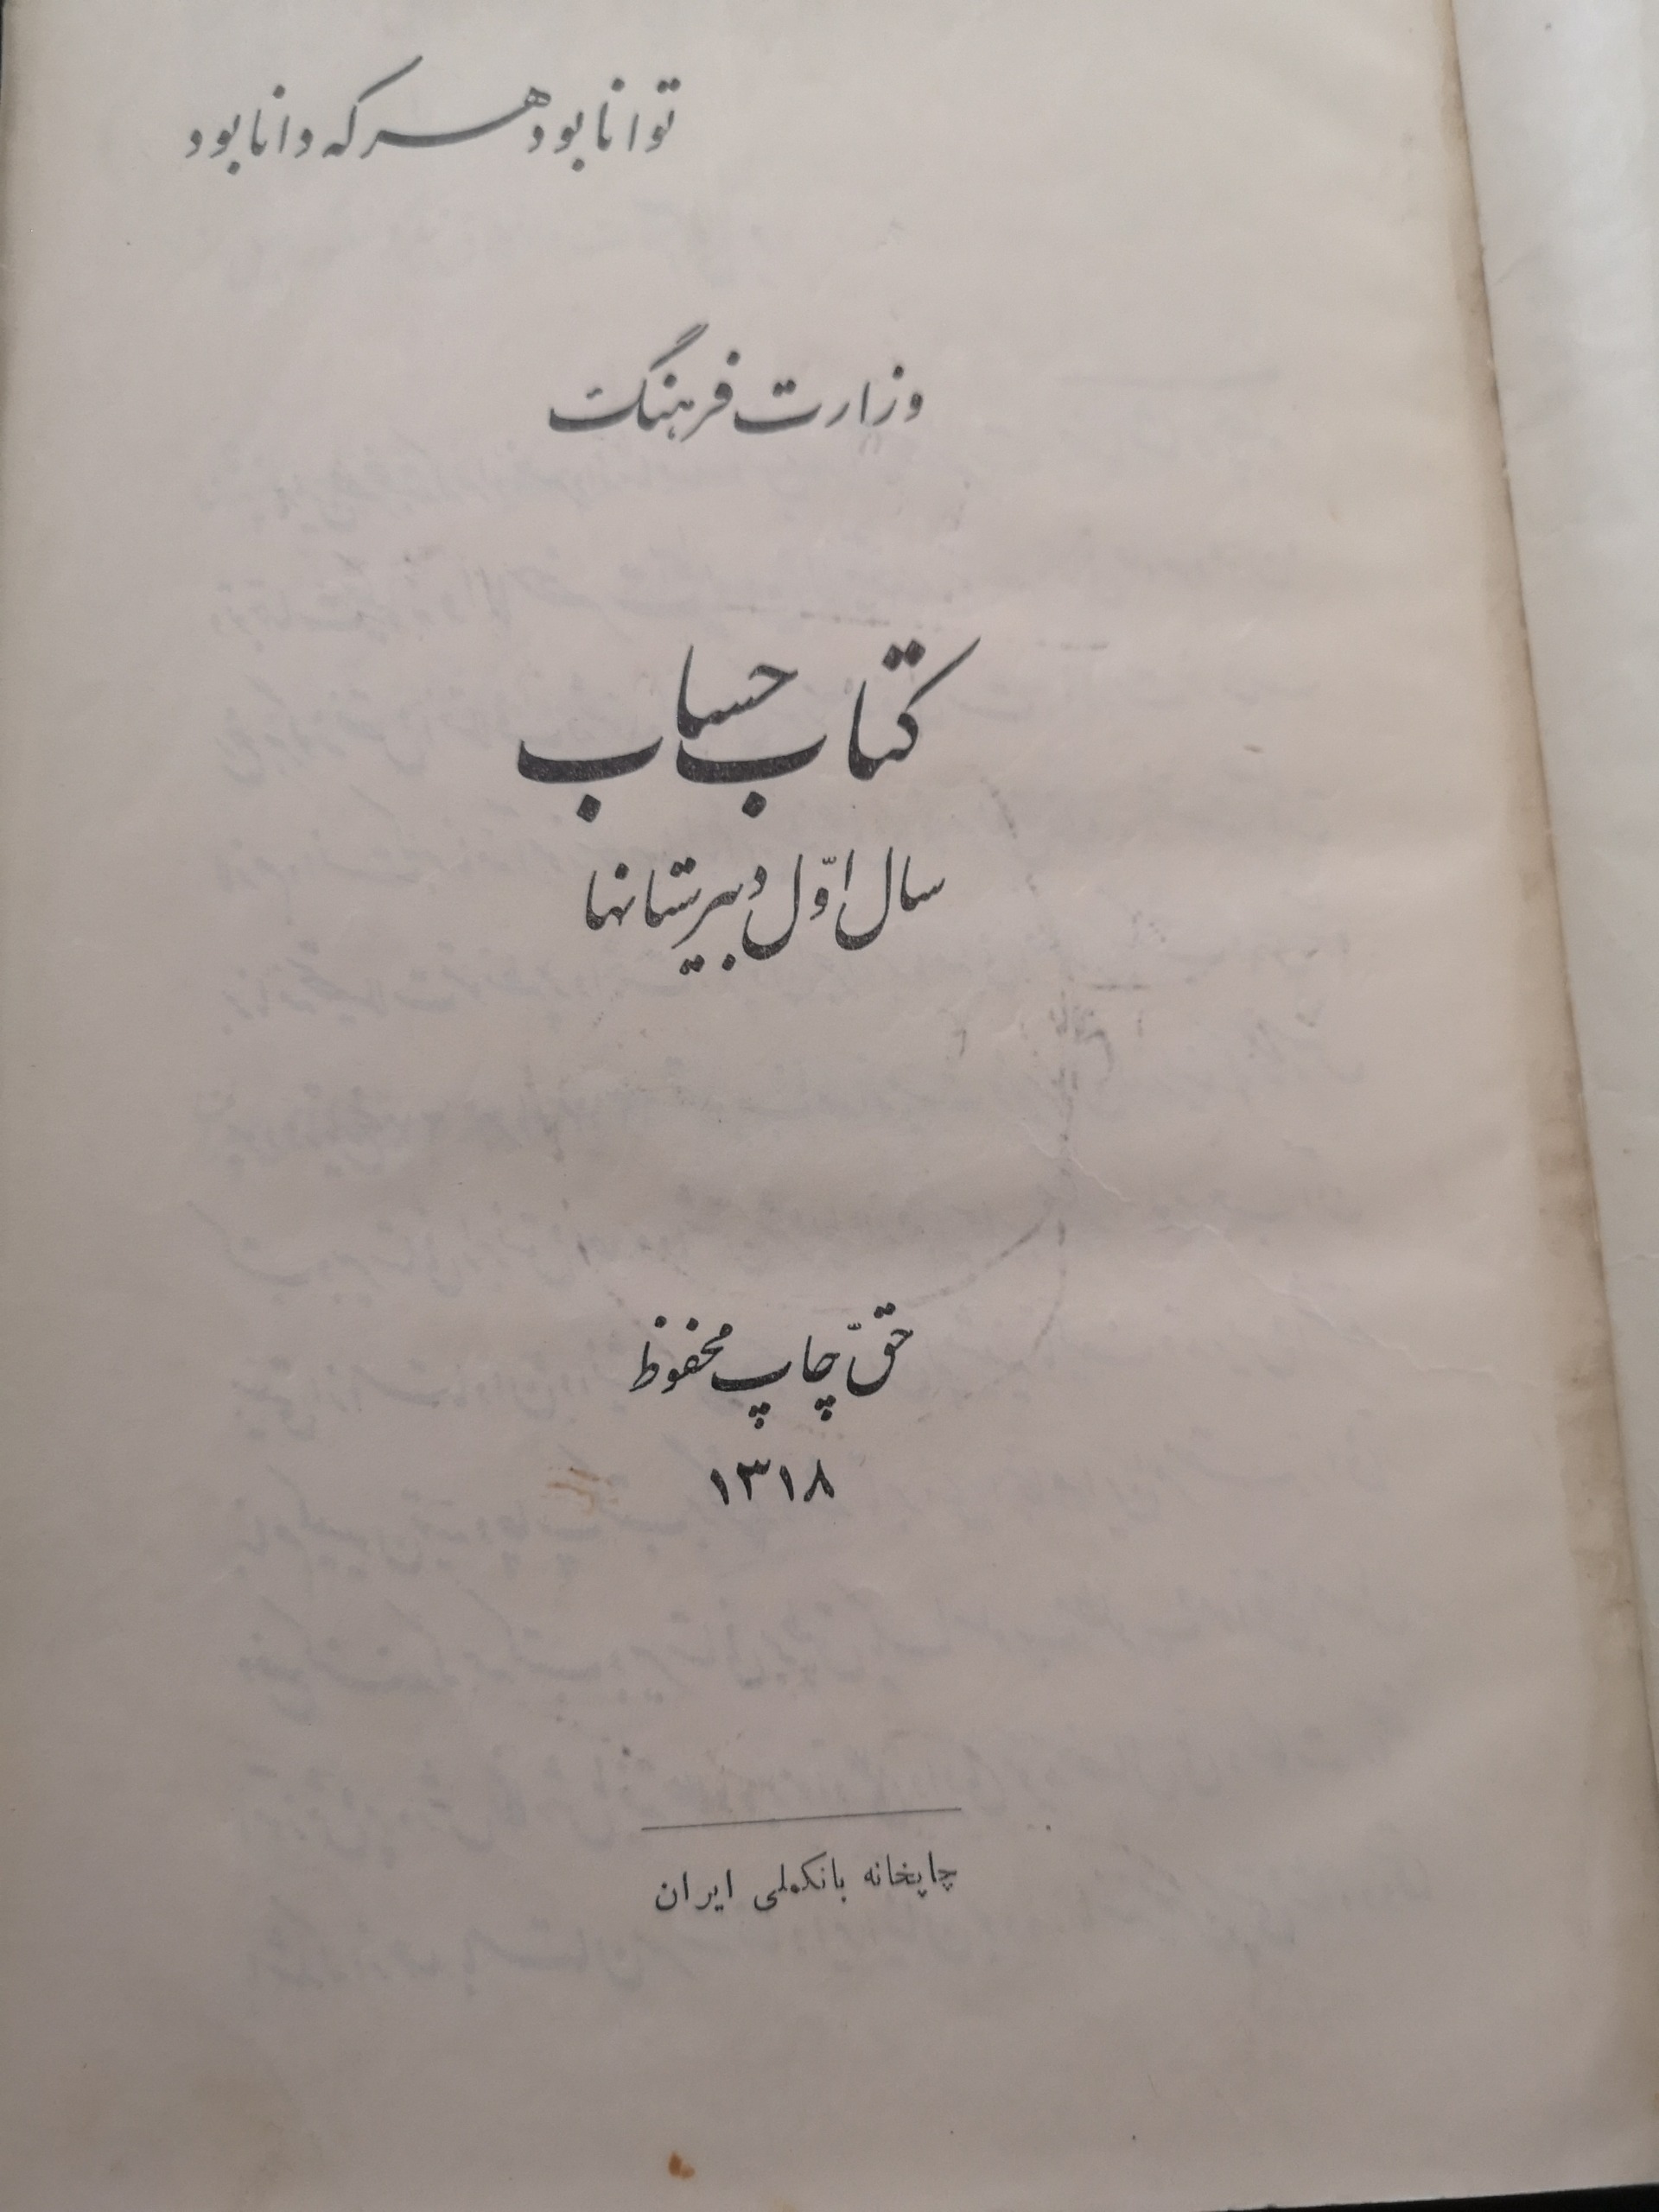 توانا بود هر که دانا بود
وزارت فرهنگ
کتاب حساب
سال اوّل دبیرستانها
حقّ چاپ محفوظ
۱۳۱۸
چاپخانه بانک‌ملی ایران